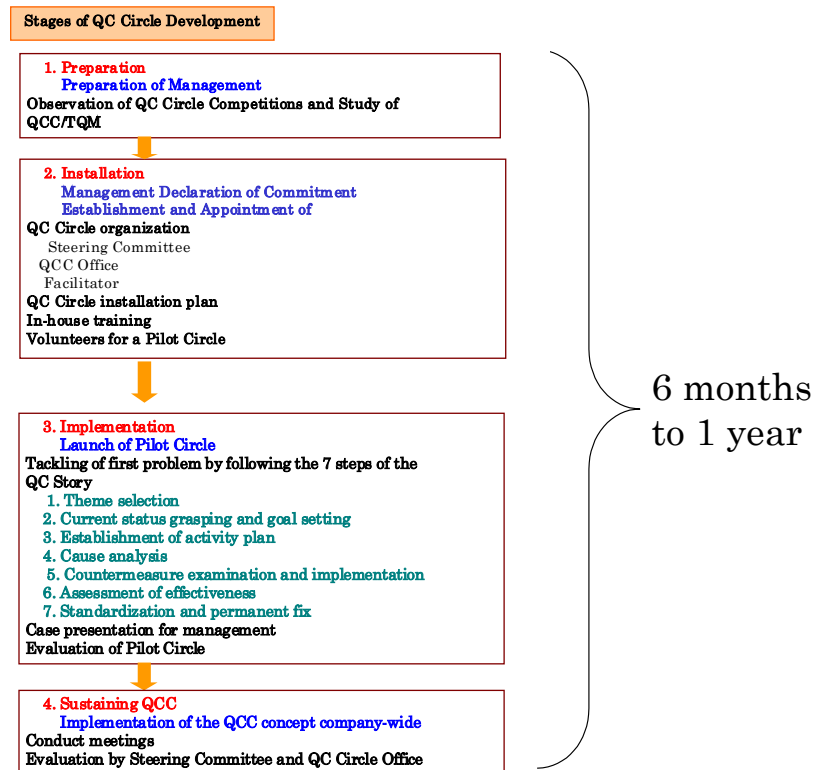 Stages of QC Circle Development
1. Preparation
Preparation of Management
Observation of QC Circle Competitions and Study of
QCC/TQM
2. Installation
Management Declaration of Commitment
Establishment and Appointment of
QC Circle organization
Steering Committee
QCC Office
Facilitator
QC Circle installation plan
In-house training
Volunteers for a Pilot Circle
3. Implementation
Launch of Pilot Circle
Tackling of first problem by following the 7 steps of the
QC Story
1. Theme selection
2. Current status grasping and goal setting
3. Establishment of activity plan
4. Cause analysis
5. Countermeasure examination and implementation
6. Assessment of effectiveness
7. Standardization and permanent fix
Case presentation for management
Evaluation of Pilot Circle
4. Sustaining QCC
Implementation of the QCC concept company-wide
Conduct meetings
Evaluation by Steering Committee and QC Circle Office
6 months
to 1 year